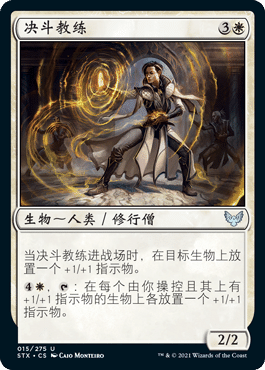 决斗教练 3
生物～人类／修行僧
当决斗教练进战场时，在目标生物上放
置一个 +1/+1 指示物。
4，：在每个由你操控且其上有
+1/+1 指示物的生物上各放置一个 +1/+1
指示物。
2/2
015/275 U
STX • CS CAIO MONTEIRO
™ & © 2021 Wizards of the Coast